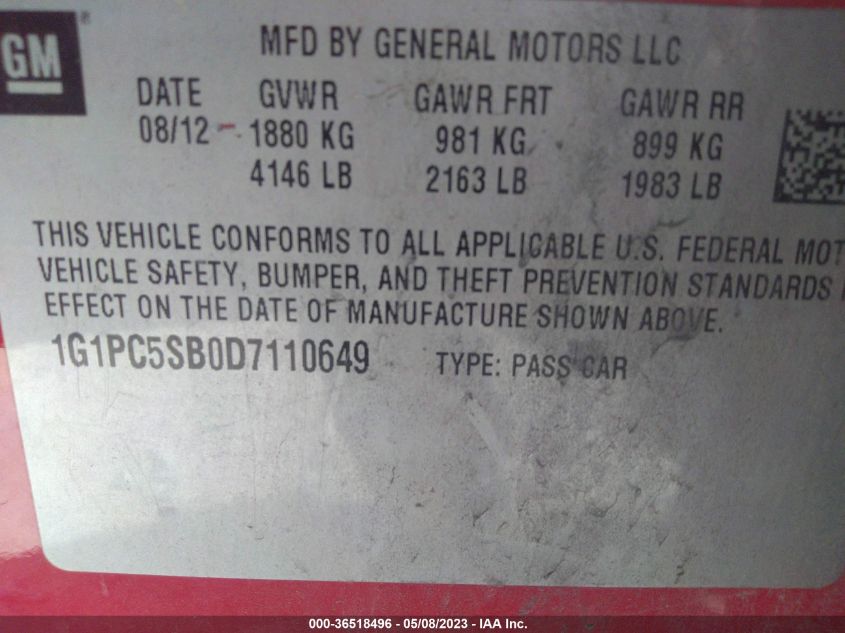 GM
MFD BY GENERAL MOTORS LLC
DATE GVWR GAWR FRT GAWR RR
08/12 - 1880 KG 981 KG 899 KG
4146 LB 2163 LB 1983 LB
THIS VEHICLE CONFORMS TO ALL APPLICABLE U.S. FEDERAL MOT
VEHICLE SAFETY, BUMPER, AND THEFT PREVENTION STANDARDS
EFFECT ON THE DATE OF MANUFACTURE SHOWN ABOVE.
1G1PC5SB0D7110649 TYPE: PASS CAR
000-36518496 - 05/08/2023 - IAA Inc.